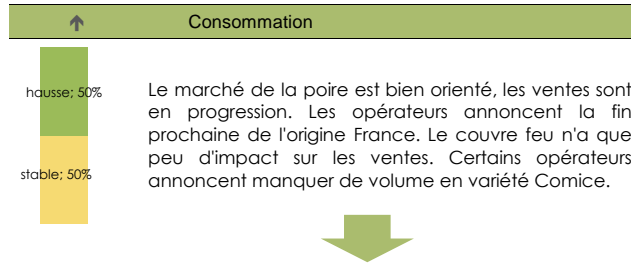 Consommation
hausse; 50%
stable; 50%
Le marché de la poire est bien orienté, les ventes sont
en progression. Les opérateurs annoncent la fin
prochaine de l'origine France. Le couvre feu n'a que
peu d'impact sur les ventes. Certains opérateurs
annoncent manquer de volume en variété Comice.